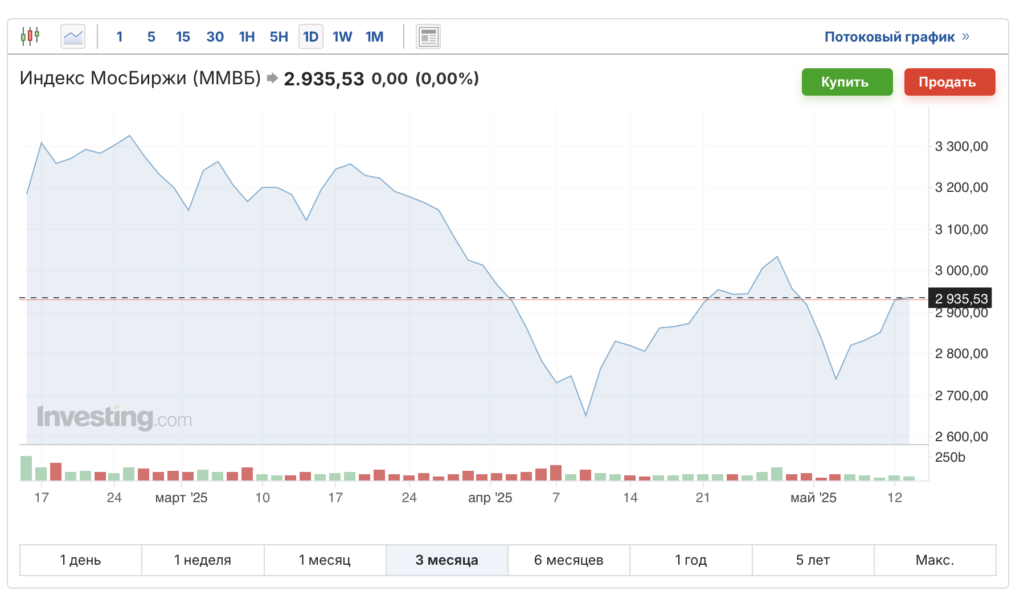 1 5 15 30 1H 5H 1D 1W 1M Потоковый график »
Индекс МосБиржи (ММВБ) 2.935,53 0,00 (0,00%)
Купить Продать
3 300,00
3 200,00
3 100,00
3 000,00
2 935,53
2 900,00
2 800,00
2 700,00
2 600,00
Investing.com
250b
17 24 март '25 10 17 24 апр '25 7 14 21 май '25 12
1 день 1 неделя 1 месяц 3 месяца 6 месяцев 1 год 5 лет Макс.